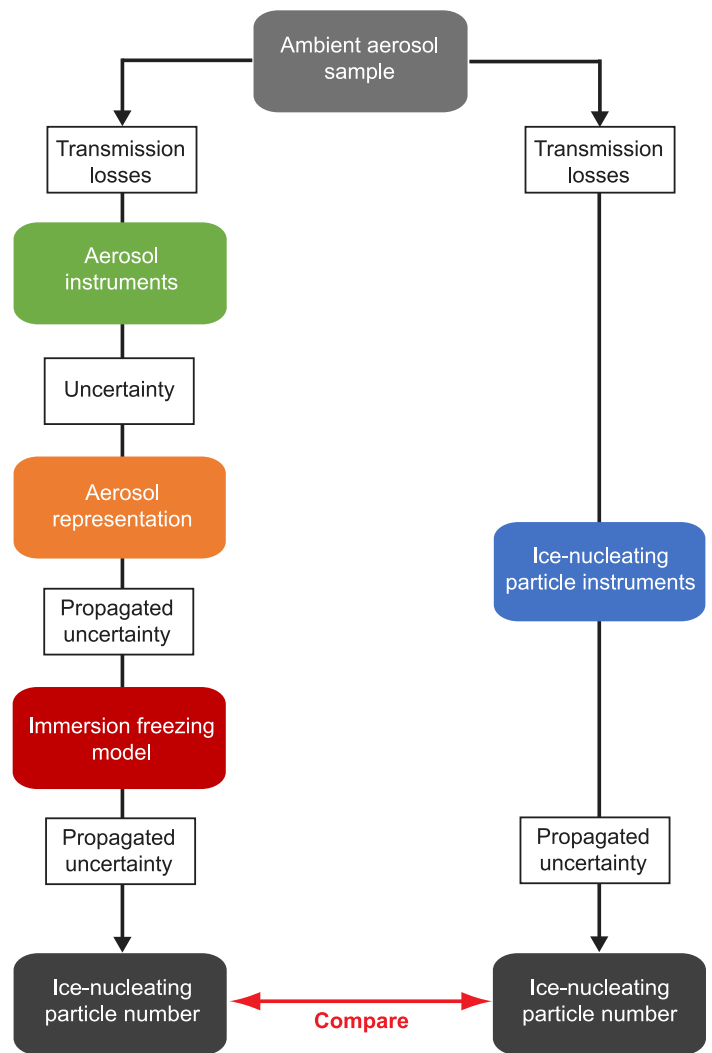 Ambient aerosol
sample
Transmission
losses
Aerosol
instruments
Uncertainty
Aerosol
representation
Propagated
uncertainty
Immersion freezing
model
Propagated
uncertainty
Ice-nucleating
particle number
Transmission
losses
Ice-nucleating
particle instruments
Propagated
uncertainty
Ice-nucleating
particle number
Compare